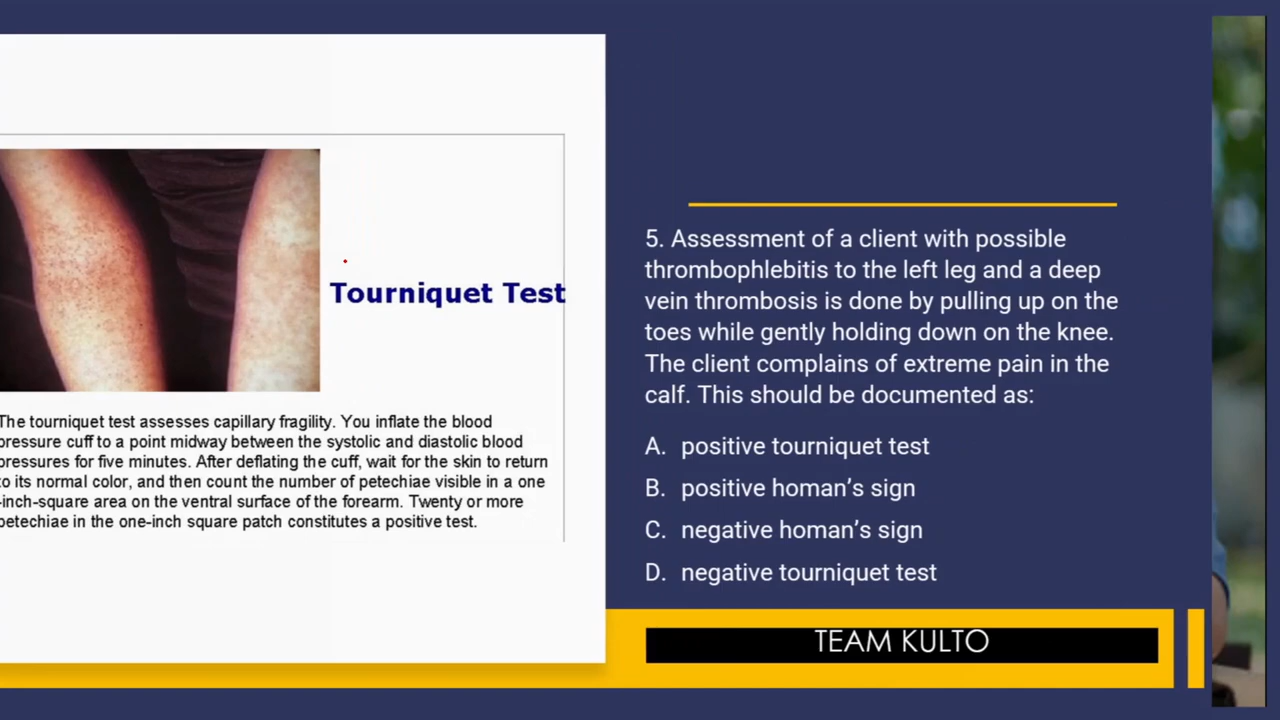 Tourniquet Test
The tourniquet test assesses capillary fragility. You inflate the blood
pressure cuff to a point midway between the systolic and diastolic blood
pressures for five minutes. After deflating the cuff, wait for the skin to return
to its normal color, and then count the number of petechiae visible in a one
-inch-square area on the ventral surface of the forearm. Twenty or more
petechiae in the one-inch square patch constitutes a positive test.
5. Assessment of a client with possible
thrombophlebitis to the left leg and a deep
vein thrombosis is done by pulling up on the
toes while gently holding down on the knee.
The client complains of extreme pain in the
calf. This should be documented as:
A. positive tourniquet test
B. positive homan’s sign
C. negative homan’s sign
D. negative tourniquet test
TEAM KULTO